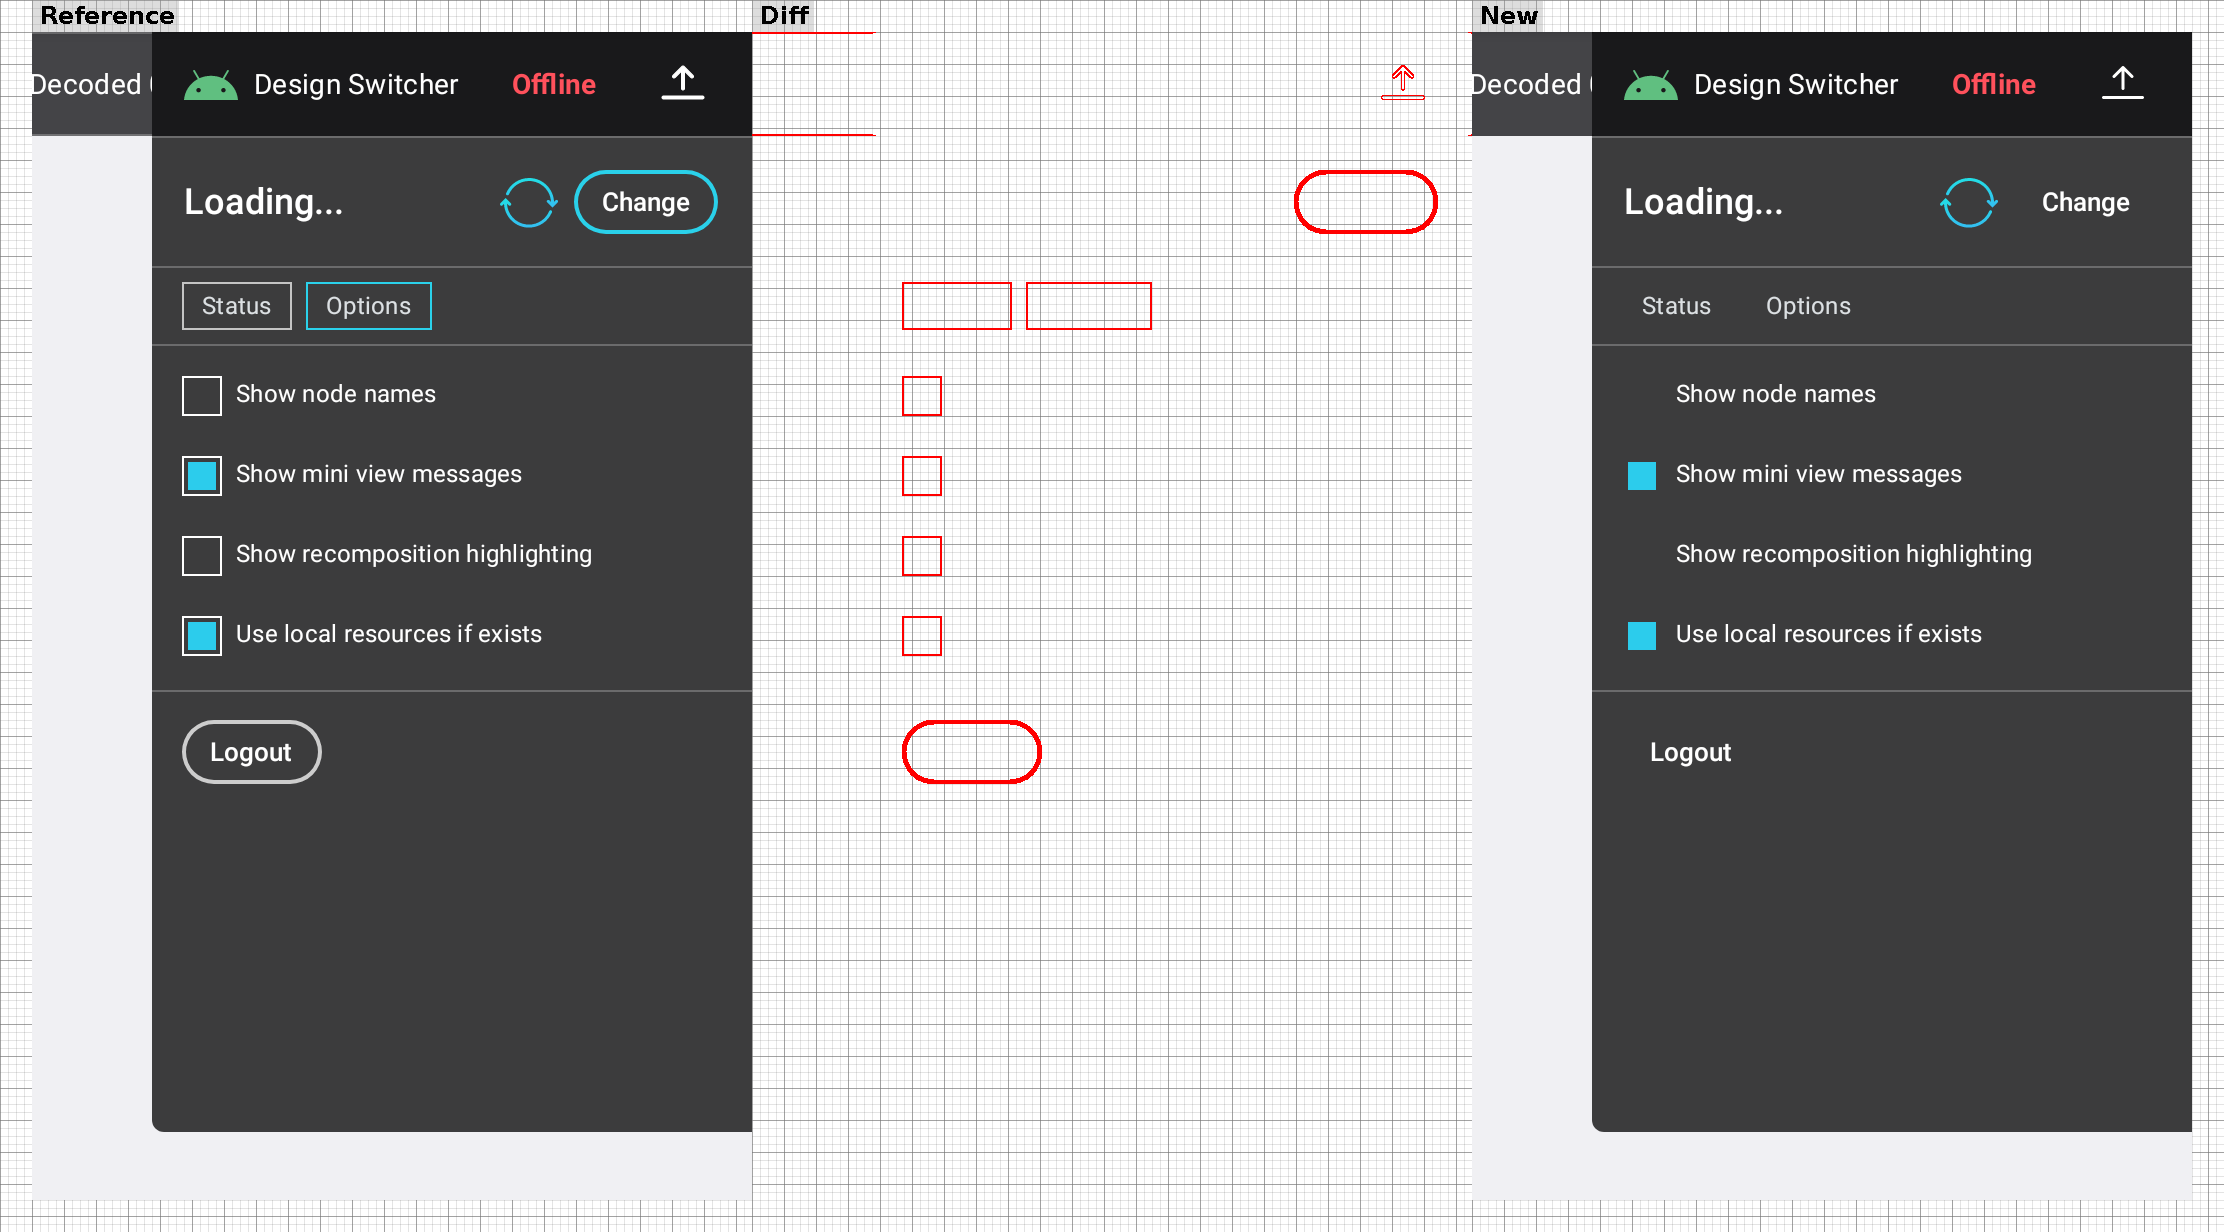 Reference
Diff
New
Decoded
Design Switcher
Offline
Loading...
Change
Status
Options
Show node names
Show mini view messages
Show recomposition highlighting
Use local resources if exists
Logout
Decoded
Design Switcher
Offline
Loading...
Change
Status
Options
Show node names
Show mini view messages
Show recomposition highlighting
Use local resources if exists
Logout